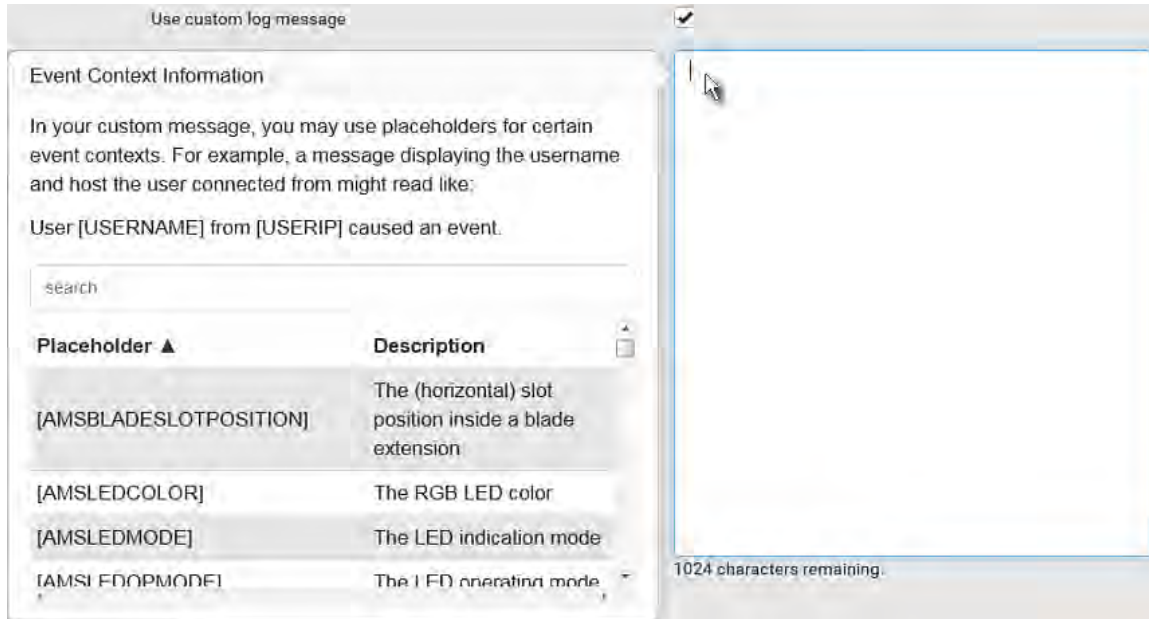 Use custom log message
Event Context Information
In your custom message, you may use placeholders for certain
event contexts. For example, a message displaying the username
and host the user connected from might read like:
User [USERNAME] from [USERIP] caused an event.
search
Placeholder ▲ Description
[AMSBLADESLOTPOSITION] The (horizontal) slot
position inside a blade
extension
[AMSLEDCOLOR] The RGB LED color
[AMSLEDMODE] The LED indication mode
[AMSLEDOPMODE] The LED operating mode
1024 characters remaining.